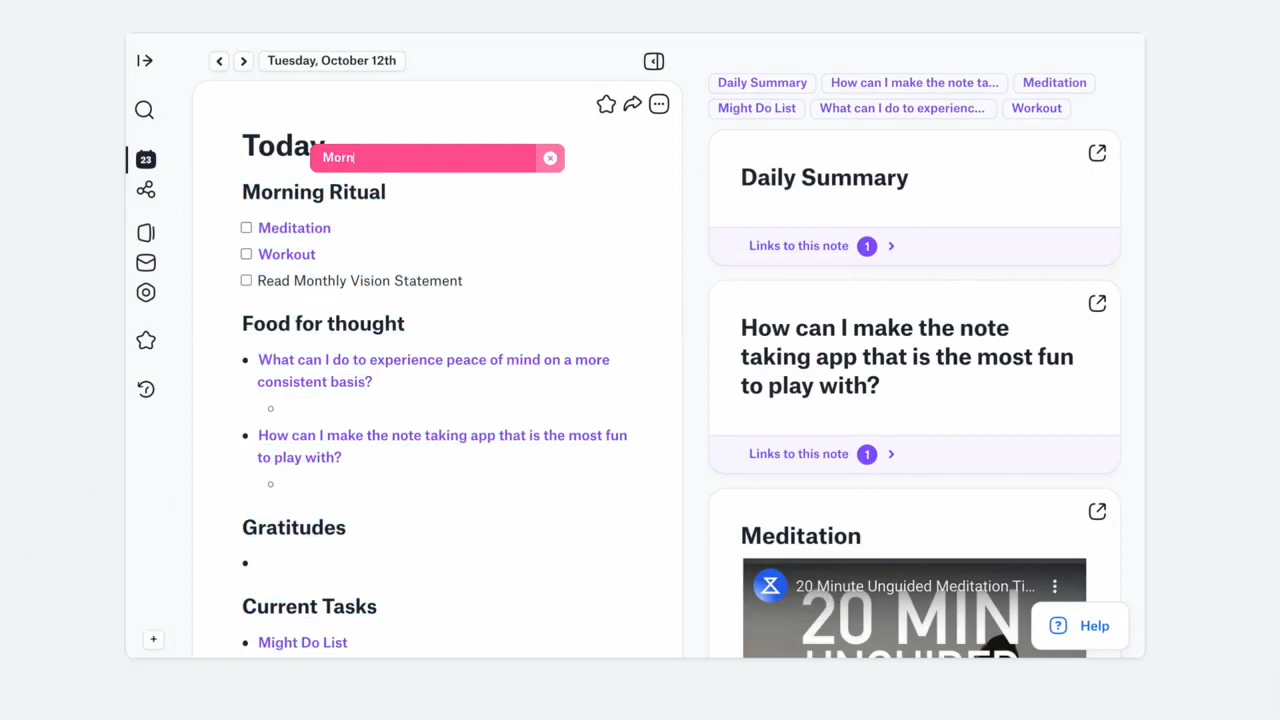 Tuesday, October 12th
Today
Morn
Morning Ritual
Meditation
Workout
Read Monthly Vision Statement
Food for thought
What can I do to experience peace of mind on a more
consistent basis?
How can I make the note taking app that is the most fun
to play with?
Gratitudes
Current Tasks
Might Do List
23
Daily Summary
How can I make the note ta...
Meditation
Might Do List
What can I do to experienc...
Workout
Daily Summary
Links to this note 1
How can I make the note
taking app that is the most fun
to play with?
Links to this note 1
Meditation
20 Minute Unguided Meditation Ti...
20 MIN
UNGUIDED
Help